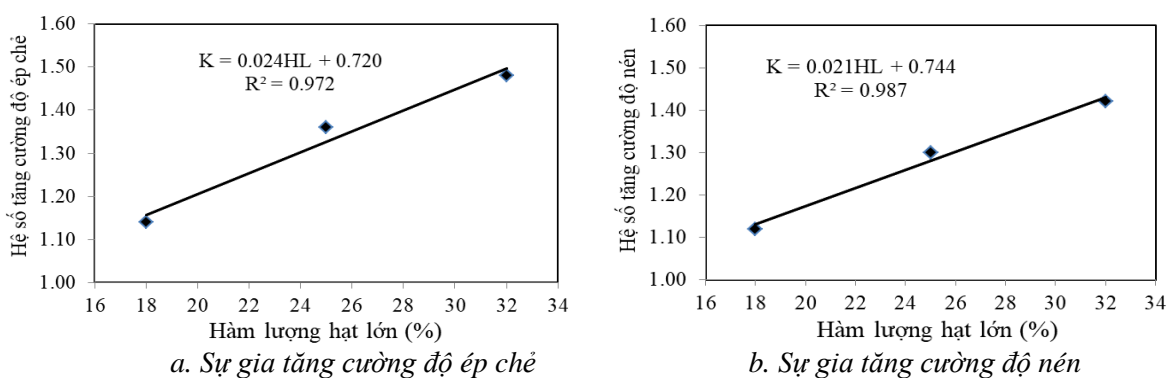 1.60
1.50
1.40
1.30
1.20
1.10
1.00
Hệ số tăng cường độ ép chẻ
K = 0.024HL + 0.720
R² = 0.972
16 18 20 22 24 26 28 30 32 34
Hàm lượng hạt lớn (%)
a. Sự gia tăng cường độ ép chẻ
1.60
1.50
1.40
1.30
1.20
1.10
1.00
Hệ số tăng cường độ nén
K = 0.021HL + 0.744
R² = 0.987
16 18 20 22 24 26 28 30 32 34
Hàm lượng hạt lớn (%)
b. Sự gia tăng cường độ nén